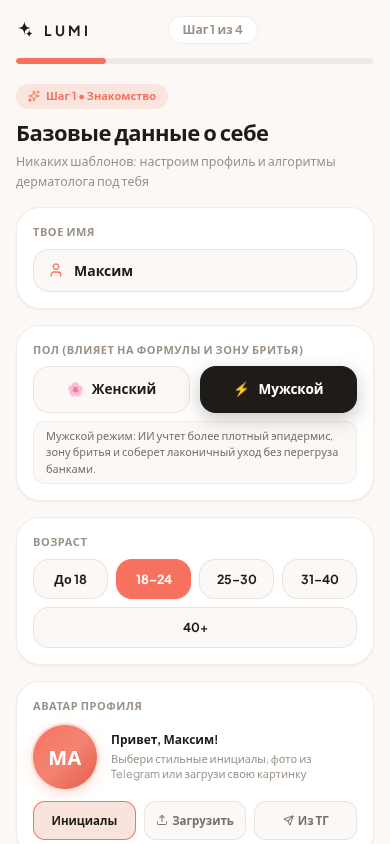 LUMI
Шаг 1 из 4
Шаг 1 • Знакомство
Базовые данные о себе
Никаких шаблонов: настроим профиль и алгоритмы
дерматолога под тебя
ТВОЕ ИМЯ
Максим
ПОЛ (ВЛИЯЕТ НА ФОРМУЛЫ И ЗОНУ БРИТЬЯ)
🌸 Женский
⚡ Мужской
Мужской режим: ИИ учтет более плотный эпидермис,
зону бритья и соберет лаконичный уход без перегруза
банками.
ВОЗРАСТ
До 18
18–24
25–30
31–40
40+
АВАТАР ПРОФИЛЯ
МА
Привет, Максим!
Выбери стильные инициалы, фото из
Telegram или загрузи свою картинку
Инициалы
Загрузить
Из ТГ